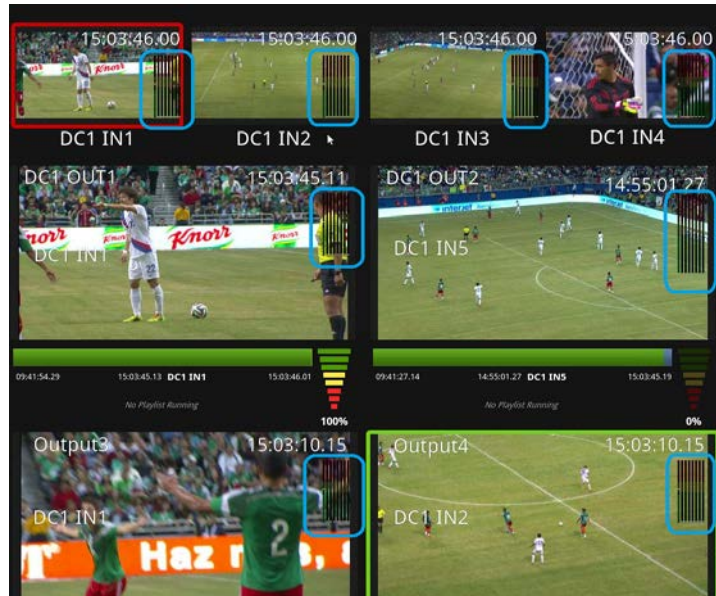 15:03:46.00
15:03:46.00
15:03:46.00
15:03:46.00
Knorr
DC1 IN1
DC1 IN2
DC1 IN3
DC1 IN4
DC1 OUT1
15:03:45.11
Knorr
Knorr
DC1 IN1
22
DC1 OUT2
14:55:01.27
interjet
DC1 IN5
09:41:54.29
15:03:45.13
DC1 IN1
15:03:46.01
09:41:27.14
14:55:01.27
DC1 IN5
15:03:45.19
No Playlist Running
No Playlist Running
100%
0%
Output3
15:03:10.15
DC1 IN1
2
Haz
Output4
15:03:10.15
DC1 IN2